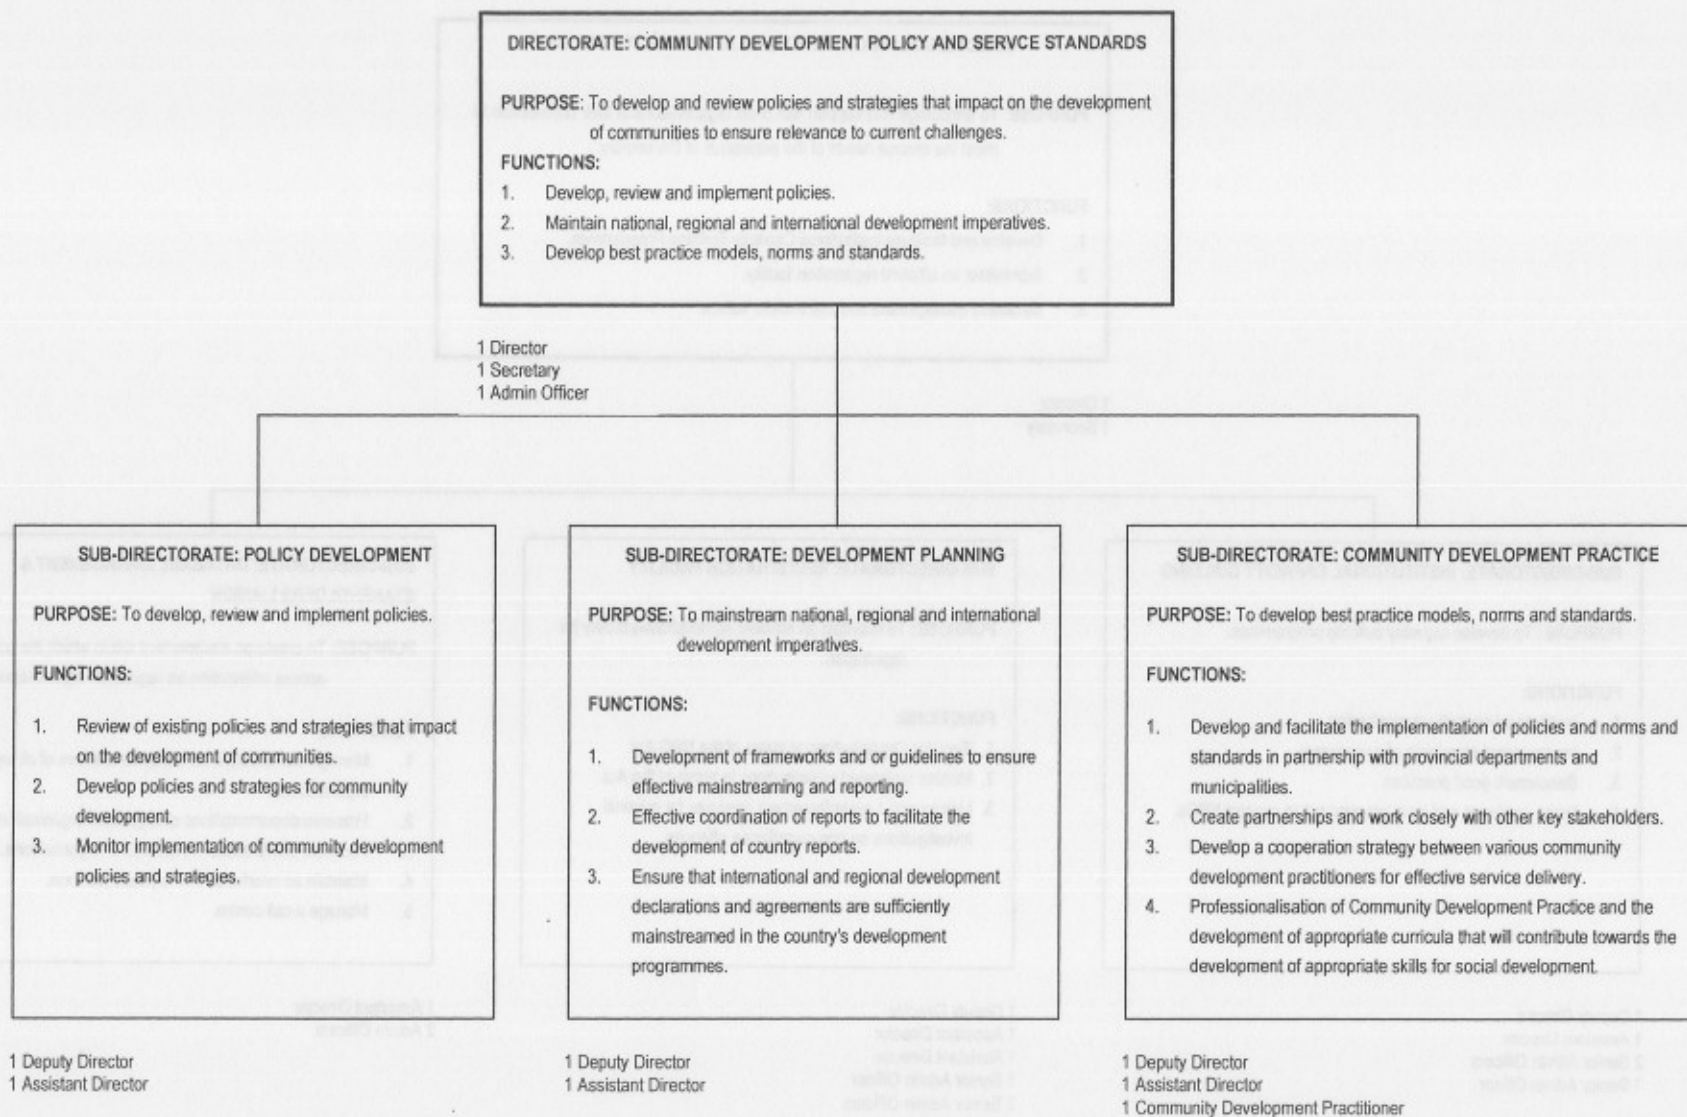 DIRECTORATE: COMMUNITY DEVELOPMENT POLICY AND SERVCE STANDARDS
PURPOSE: To develop and review policies and strategies that impact on the development
of communities to ensure relevance to current challenges.
FUNCTIONS:
1. Develop, review and implement policies.
2. Maintain national, regional and international development imperatives.
3. Develop best practice models, norms and standards.
1 Director
1 Secretary
1 Admin Officer
SUB-DIRECTORATE: POLICY DEVELOPMENT
PURPOSE: To develop, review and implement policies.
FUNCTIONS:
1. Review of existing policies and strategies that impact
on the development of communities.
2. Develop policies and strategies for community
development.
3. Monitor implementation of community development
policies and strategies.
1 Deputy Director
1 Assistant Director
SUB-DIRECTORATE: DEVELOPMENT PLANNING
PURPOSE: To mainstream national, regional and international
development imperatives.
FUNCTIONS:
1. Development of frameworks and or guidelines to ensure
effective mainstreaming and reporting.
2. Effective coordination of reports to facilitate the
development of country reports.
3. Ensure that international and regional development
declarations and agreements are sufficiently
mainstreamed in the country's development
programmes.
1 Deputy Director
1 Assistant Director
SUB-DIRECTORATE: COMMUNITY DEVELOPMENT PRACTICE
PURPOSE: To develop best practice models, norms and standards.
FUNCTIONS:
1. Develop and facilitate the implementation of policies and norms and
standards in partnership with provincial departments and
municipalities.
2. Create partnerships and work closely with other key stakeholders.
3. Develop a cooperation strategy between various community
development practitioners for effective service delivery.
4. Professionalisation of Community Development Practice and the
development of appropriate curricula that will contribute towards the
development of appropriate skills for social development.
1 Deputy Director
1 Assistant Director
1 Community Development Practitioner